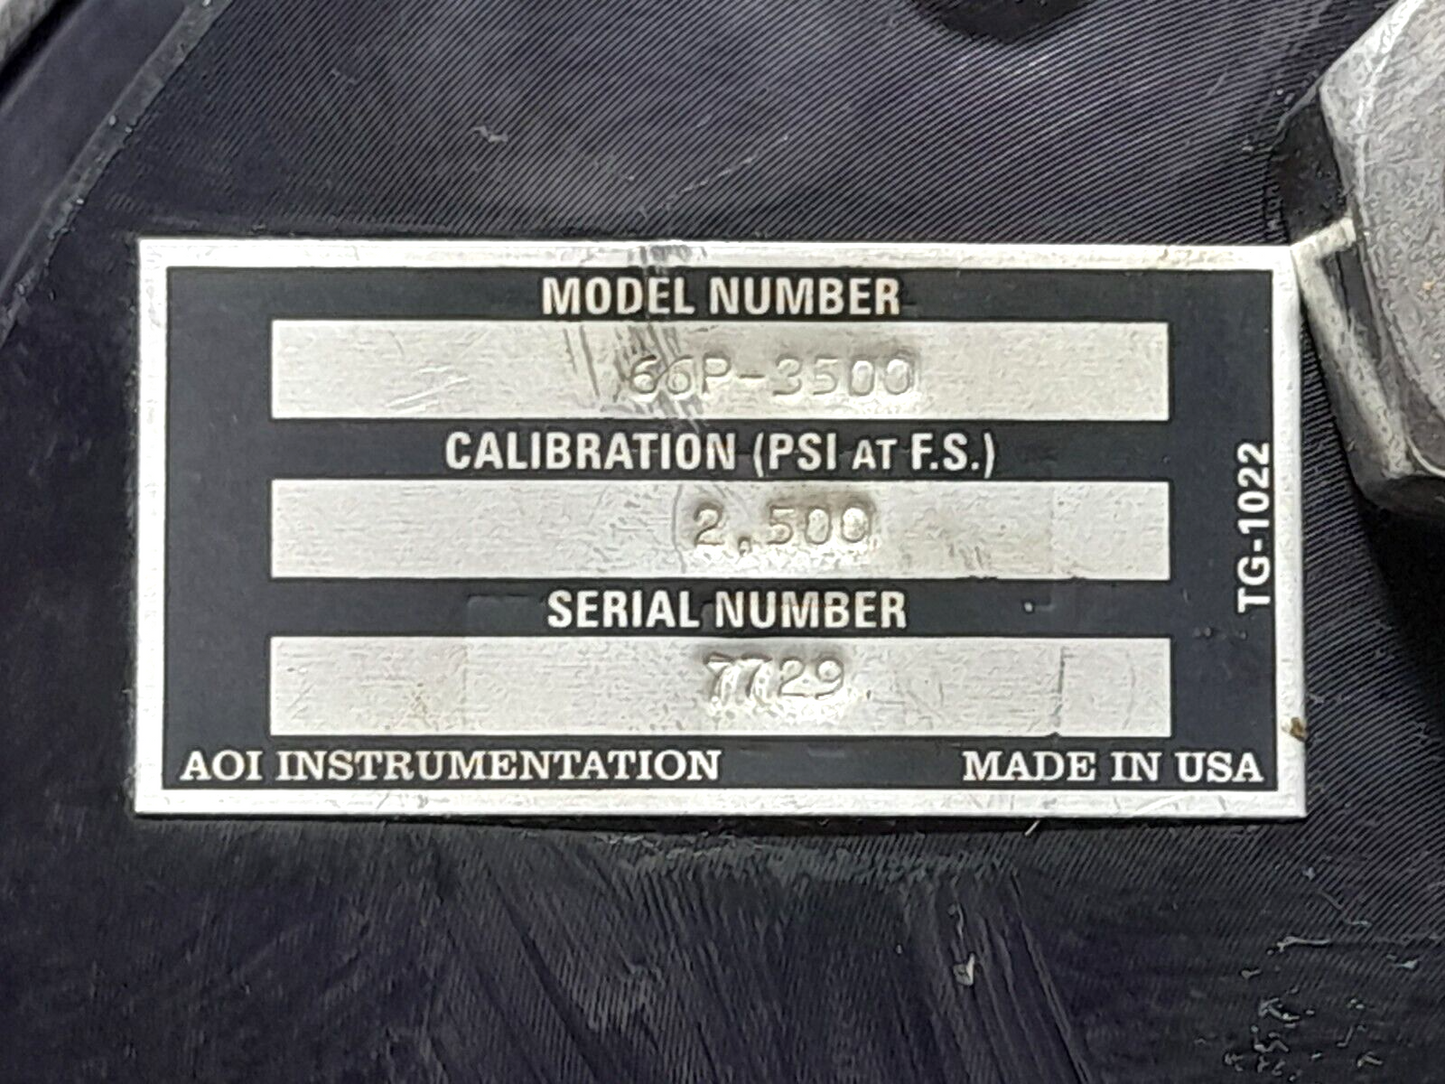 MODEL NUMBER
66P-3500
CALIBRATION (PSI AT F.S.)
2,500
SERIAL NUMBER
7729
AOI INSTRUMENTATION
MADE IN USA
TG-1022